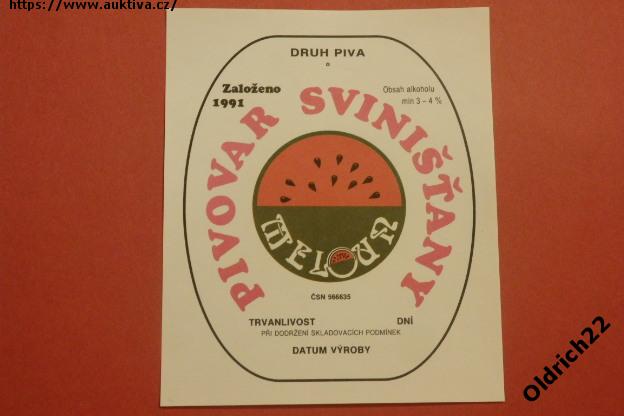 https://www.auktiva.cz/
DRUH PIVA
°
Založeno
1991
Obsah alkoholu
min 3 – 4 %
PIVOVAR SVINIŠŤANY
MELOUN
ČSN 566635
TRVANLIVOST DNÍ
PŘI DODRŽENÍ SKLADOVACÍCH PODMÍNEK
DATUM VÝROBY
Oldrich22